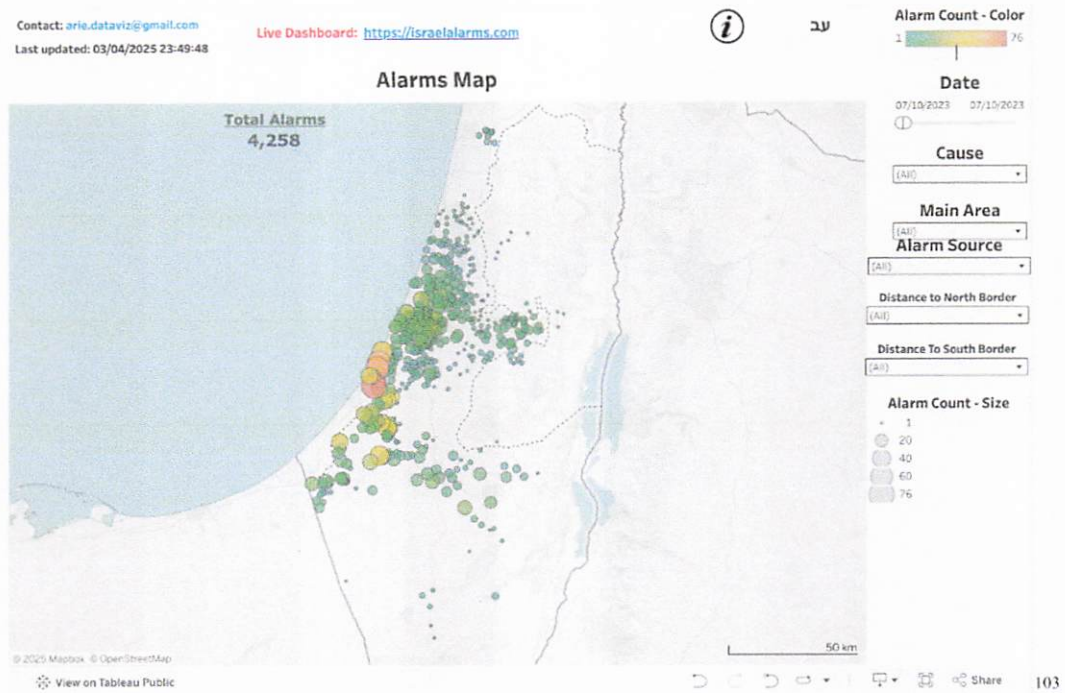 Contact: arie.dataviz@gmail.com
Last updated: 03/04/2025 23:49:48
Live Dashboard: https://israelalarms.com
i
עב
Alarms Map
Total Alarms
4,258
Alarm Count - Color
1 76
Date
07/10/2023 07/10/2023
Cause
(All)
Main Area
(All)
Alarm Source
(All)
Distance to North Border
(All)
Distance To South Border
(All)
Alarm Count - Size
1
20
40
60
76
50 km
© 2025 Mapbox © OpenStreetMap
View on Tableau Public
Share
103